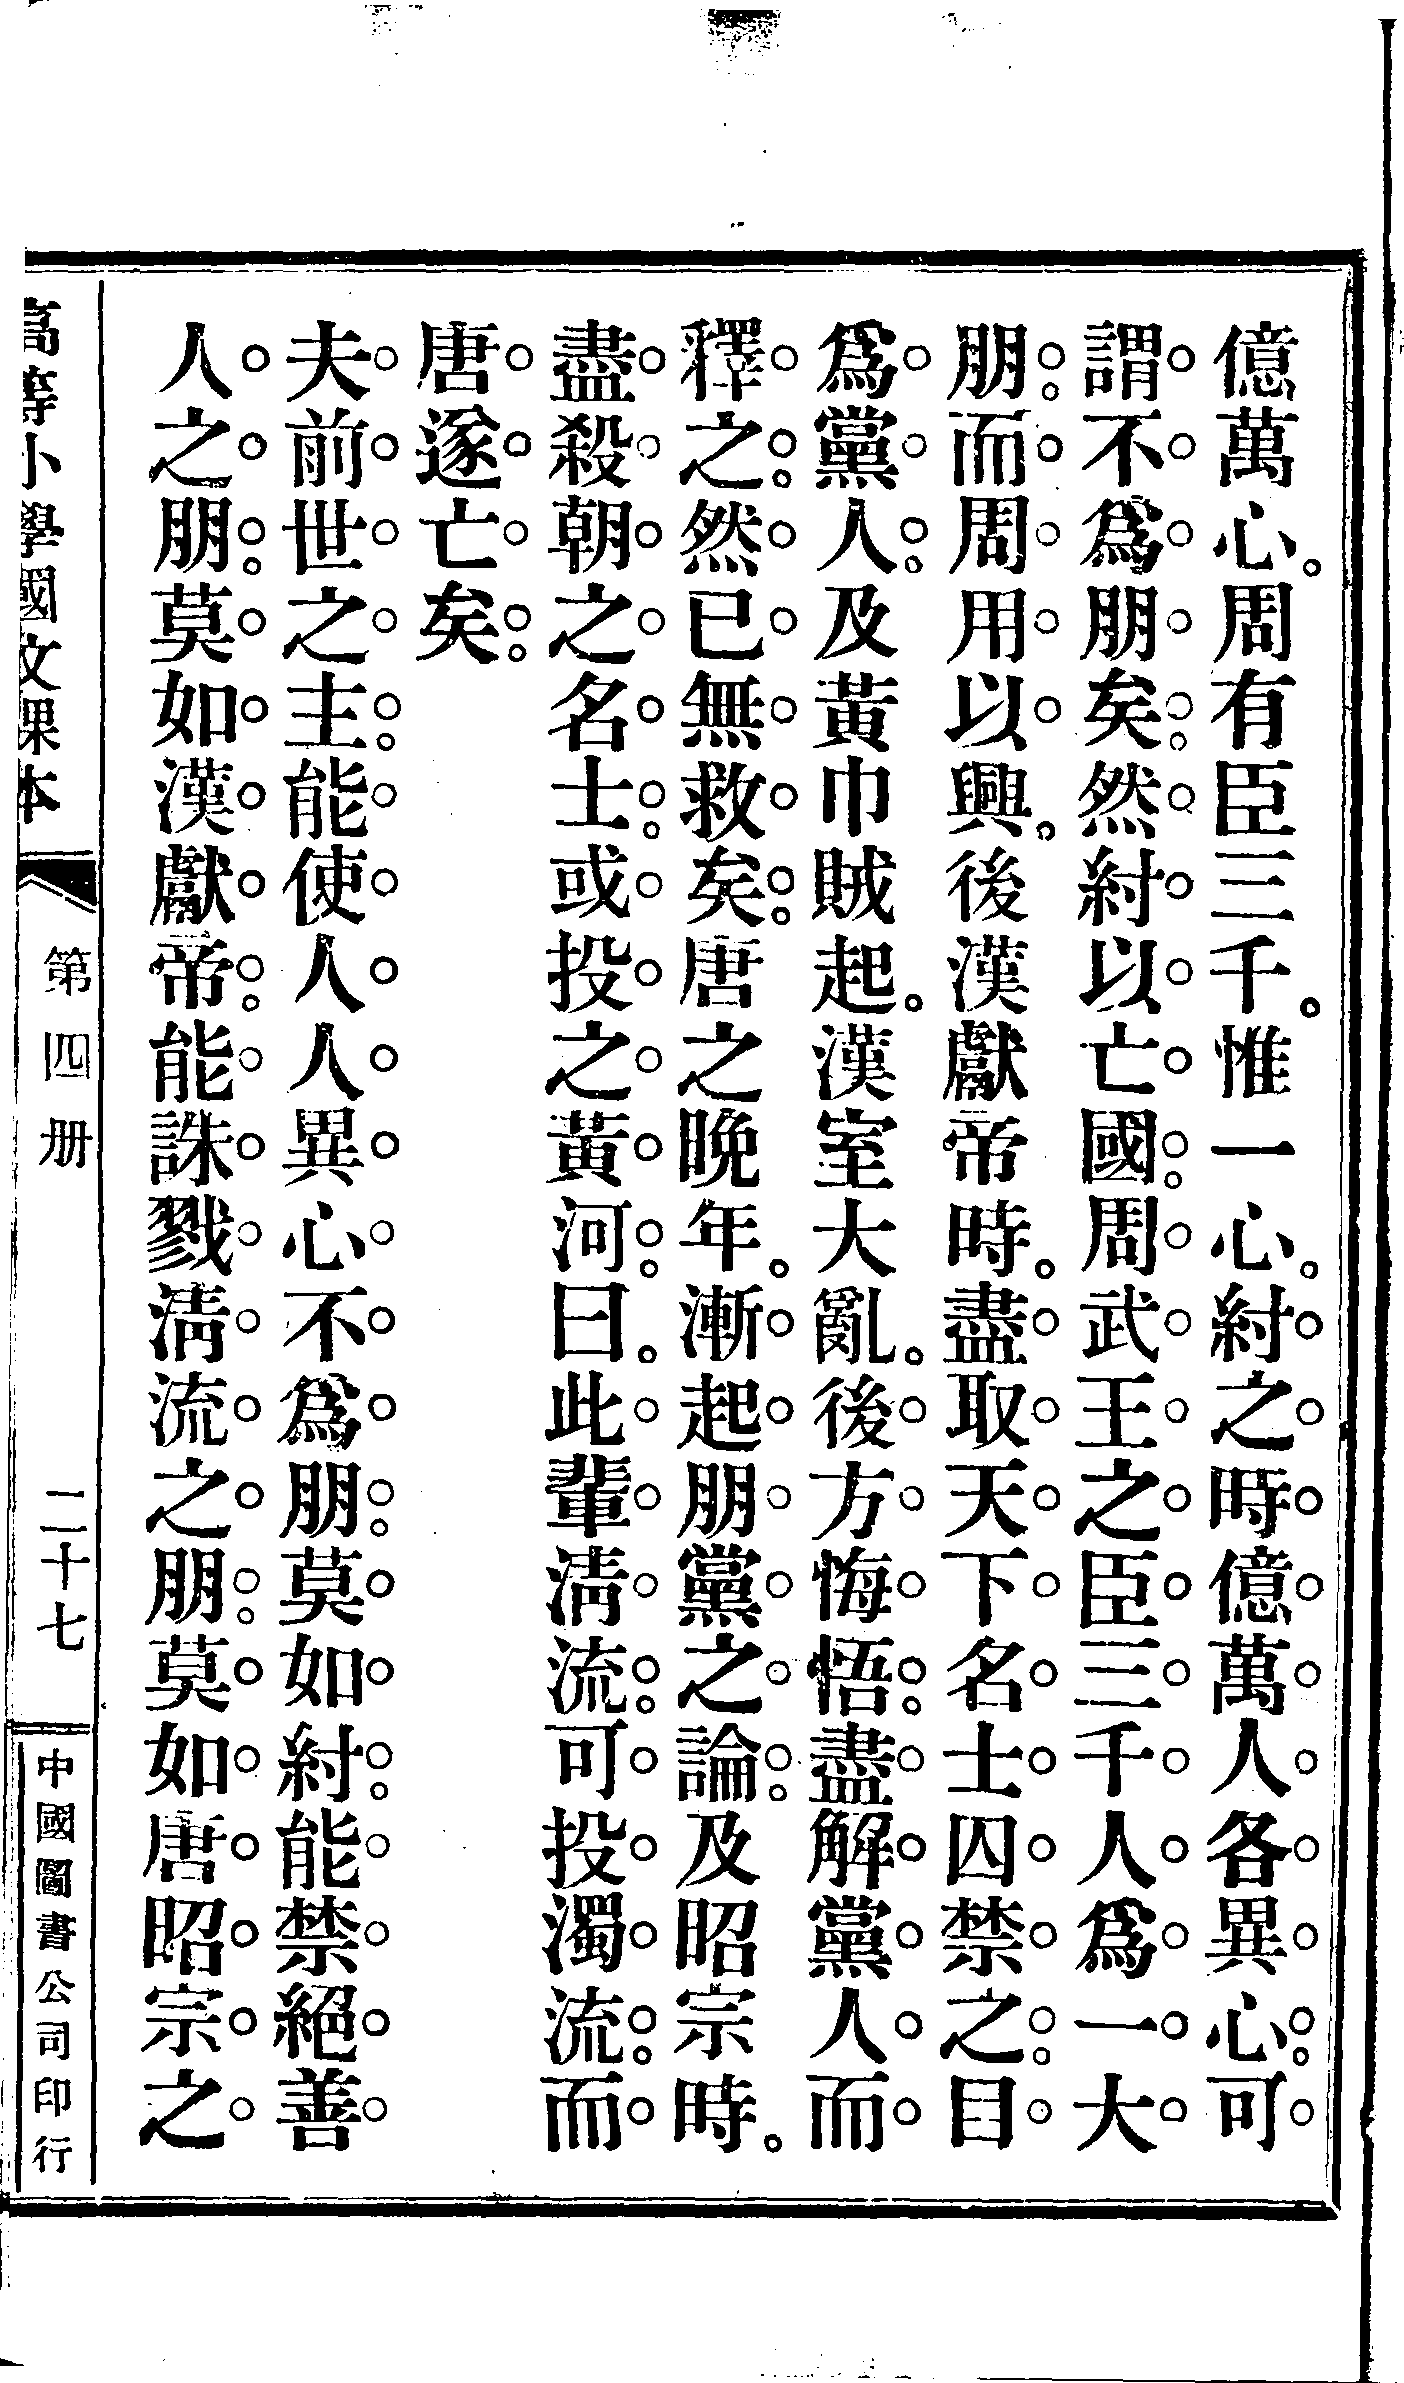 億萬心。周有臣三千。惟一心。紂之時億萬人各異心。可
謂不爲朋矣。然紂以亡國。周武王之臣三千人爲一大
朋。而周用以興。後漢獻帝時。盡取天下名士囚禁之。目
爲黨人。及黃巾賊起。漢室大亂。後方悔悟。盡解黨人而
釋之。然已無救矣。唐之晚年。漸起朋黨之論。及昭宗時。
盡殺朝之名士。或投之黃河。曰。此輩淸流。可投濁流。而
唐遂亡矣。
夫前世之主。能使人人異心不爲朋。莫如紂。能禁絕善
人之朋。莫如漢獻帝。能誅戮淸流之朋。莫如唐昭宗之
高等小學國文課本
第四册
二十七
中國圖書公司印行